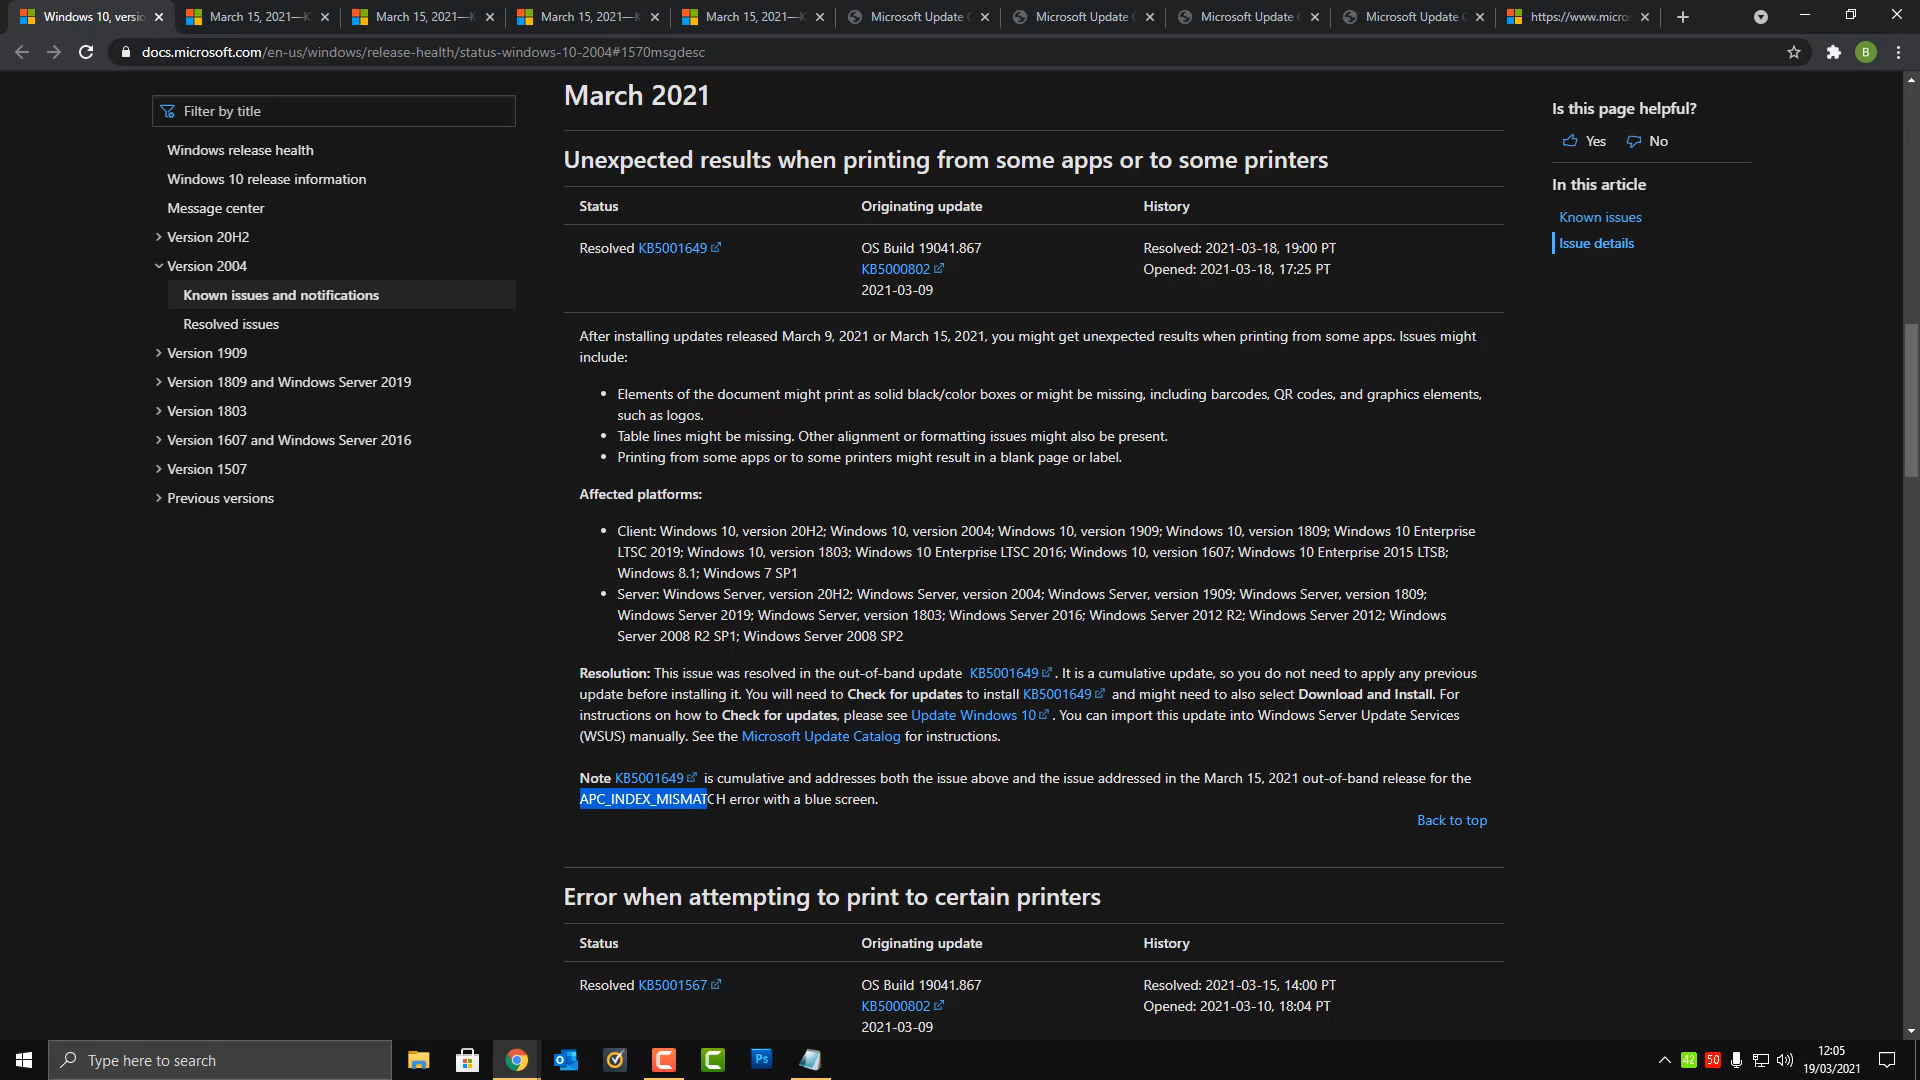 Windows 10, versio
March 15, 2021—K
March 15, 2021—K
March 15, 2021—K
March 15, 2021—K
Microsoft Update C
Microsoft Update C
Microsoft Update C
Microsoft Update C
https://www.micros
docs.microsoft.com/en-us/windows/release-health/status-windows-10-2004#1570msgdesc
B
Filter by title
Windows release health
Windows 10 release information
Message center
Version 20H2
Version 2004
Known issues and notifications
Resolved issues
Version 1909
Version 1809 and Windows Server 2019
Version 1803
Version 1607 and Windows Server 2016
Version 1507
Previous versions
March 2021
Unexpected results when printing from some apps or to some printers
Status Originating update History
Resolved KB5001649 OS Build 19041.867 Resolved: 2021-03-18, 19:00 PT
KB5000802 Opened: 2021-03-18, 17:25 PT
2021-03-09
After installing updates released March 9, 2021 or March 15, 2021, you might get unexpected results when printing from some apps. Issues might
include:
• Elements of the document might print as solid black/color boxes or might be missing, including barcodes, QR codes, and graphics elements,
such as logos.
• Table lines might be missing. Other alignment or formatting issues might also be present.
• Printing from some apps or to some printers might result in a blank page or label.
Affected platforms:
• Client: Windows 10, version 20H2; Windows 10, version 2004; Windows 10, version 1909; Windows 10, version 1809; Windows 10 Enterprise
LTSC 2019; Windows 10, version 1803; Windows 10 Enterprise LTSC 2016; Windows 10, version 1607; Windows 10 Enterprise 2015 LTSB;
Windows 8.1; Windows 7 SP1
• Server: Windows Server, version 20H2; Windows Server, version 2004; Windows Server, version 1909; Windows Server, version 1809;
Windows Server 2019; Windows Server, version 1803; Windows Server 2016; Windows Server 2012 R2; Windows Server 2012; Windows
Server 2008 R2 SP1; Windows Server 2008 SP2
Resolution: This issue was resolved in the out-of-band update KB5001649 . It is a cumulative update, so you do not need to apply any previous
update before installing it. You will need to Check for updates to install KB5001649 and might need to also select Download and Install. For
instructions on how to Check for updates, please see Update Windows 10 . You can import this update into Windows Server Update Services
(WSUS) manually. See the Microsoft Update Catalog for instructions.
Note KB5001649 is cumulative and addresses both the issue above and the issue addressed in the March 15, 2021 out-of-band release for the
APC_INDEX_MISMATCH error with a blue screen.
Back to top
Error when attempting to print to certain printers
Status Originating update History
Resolved KB5001567 OS Build 19041.867 Resolved: 2021-03-15, 14:00 PT
KB5000802 Opened: 2021-03-10, 18:04 PT
2021-03-09
Is this page helpful?
Yes No
In this article
Known issues
Issue details
Type here to search
Ps
42 50
12:05
19/03/2021